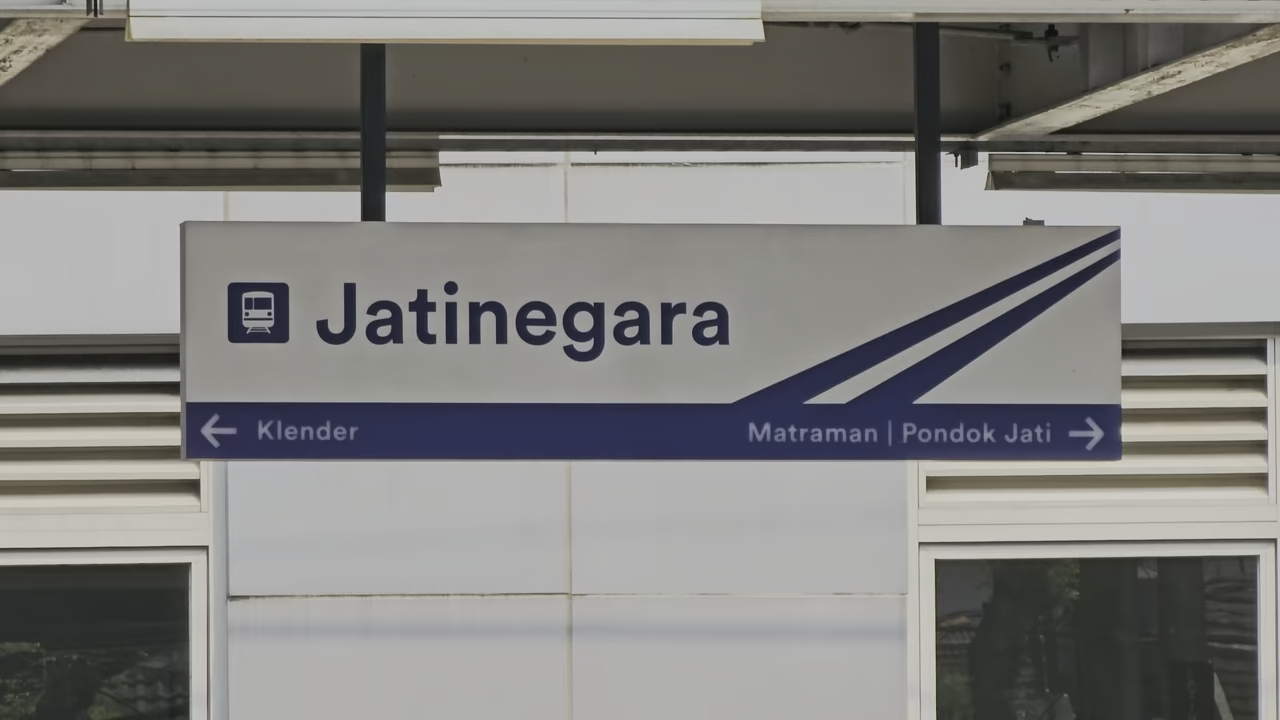 Jatinegara
← Klender
Matraman | Pondok Jati →